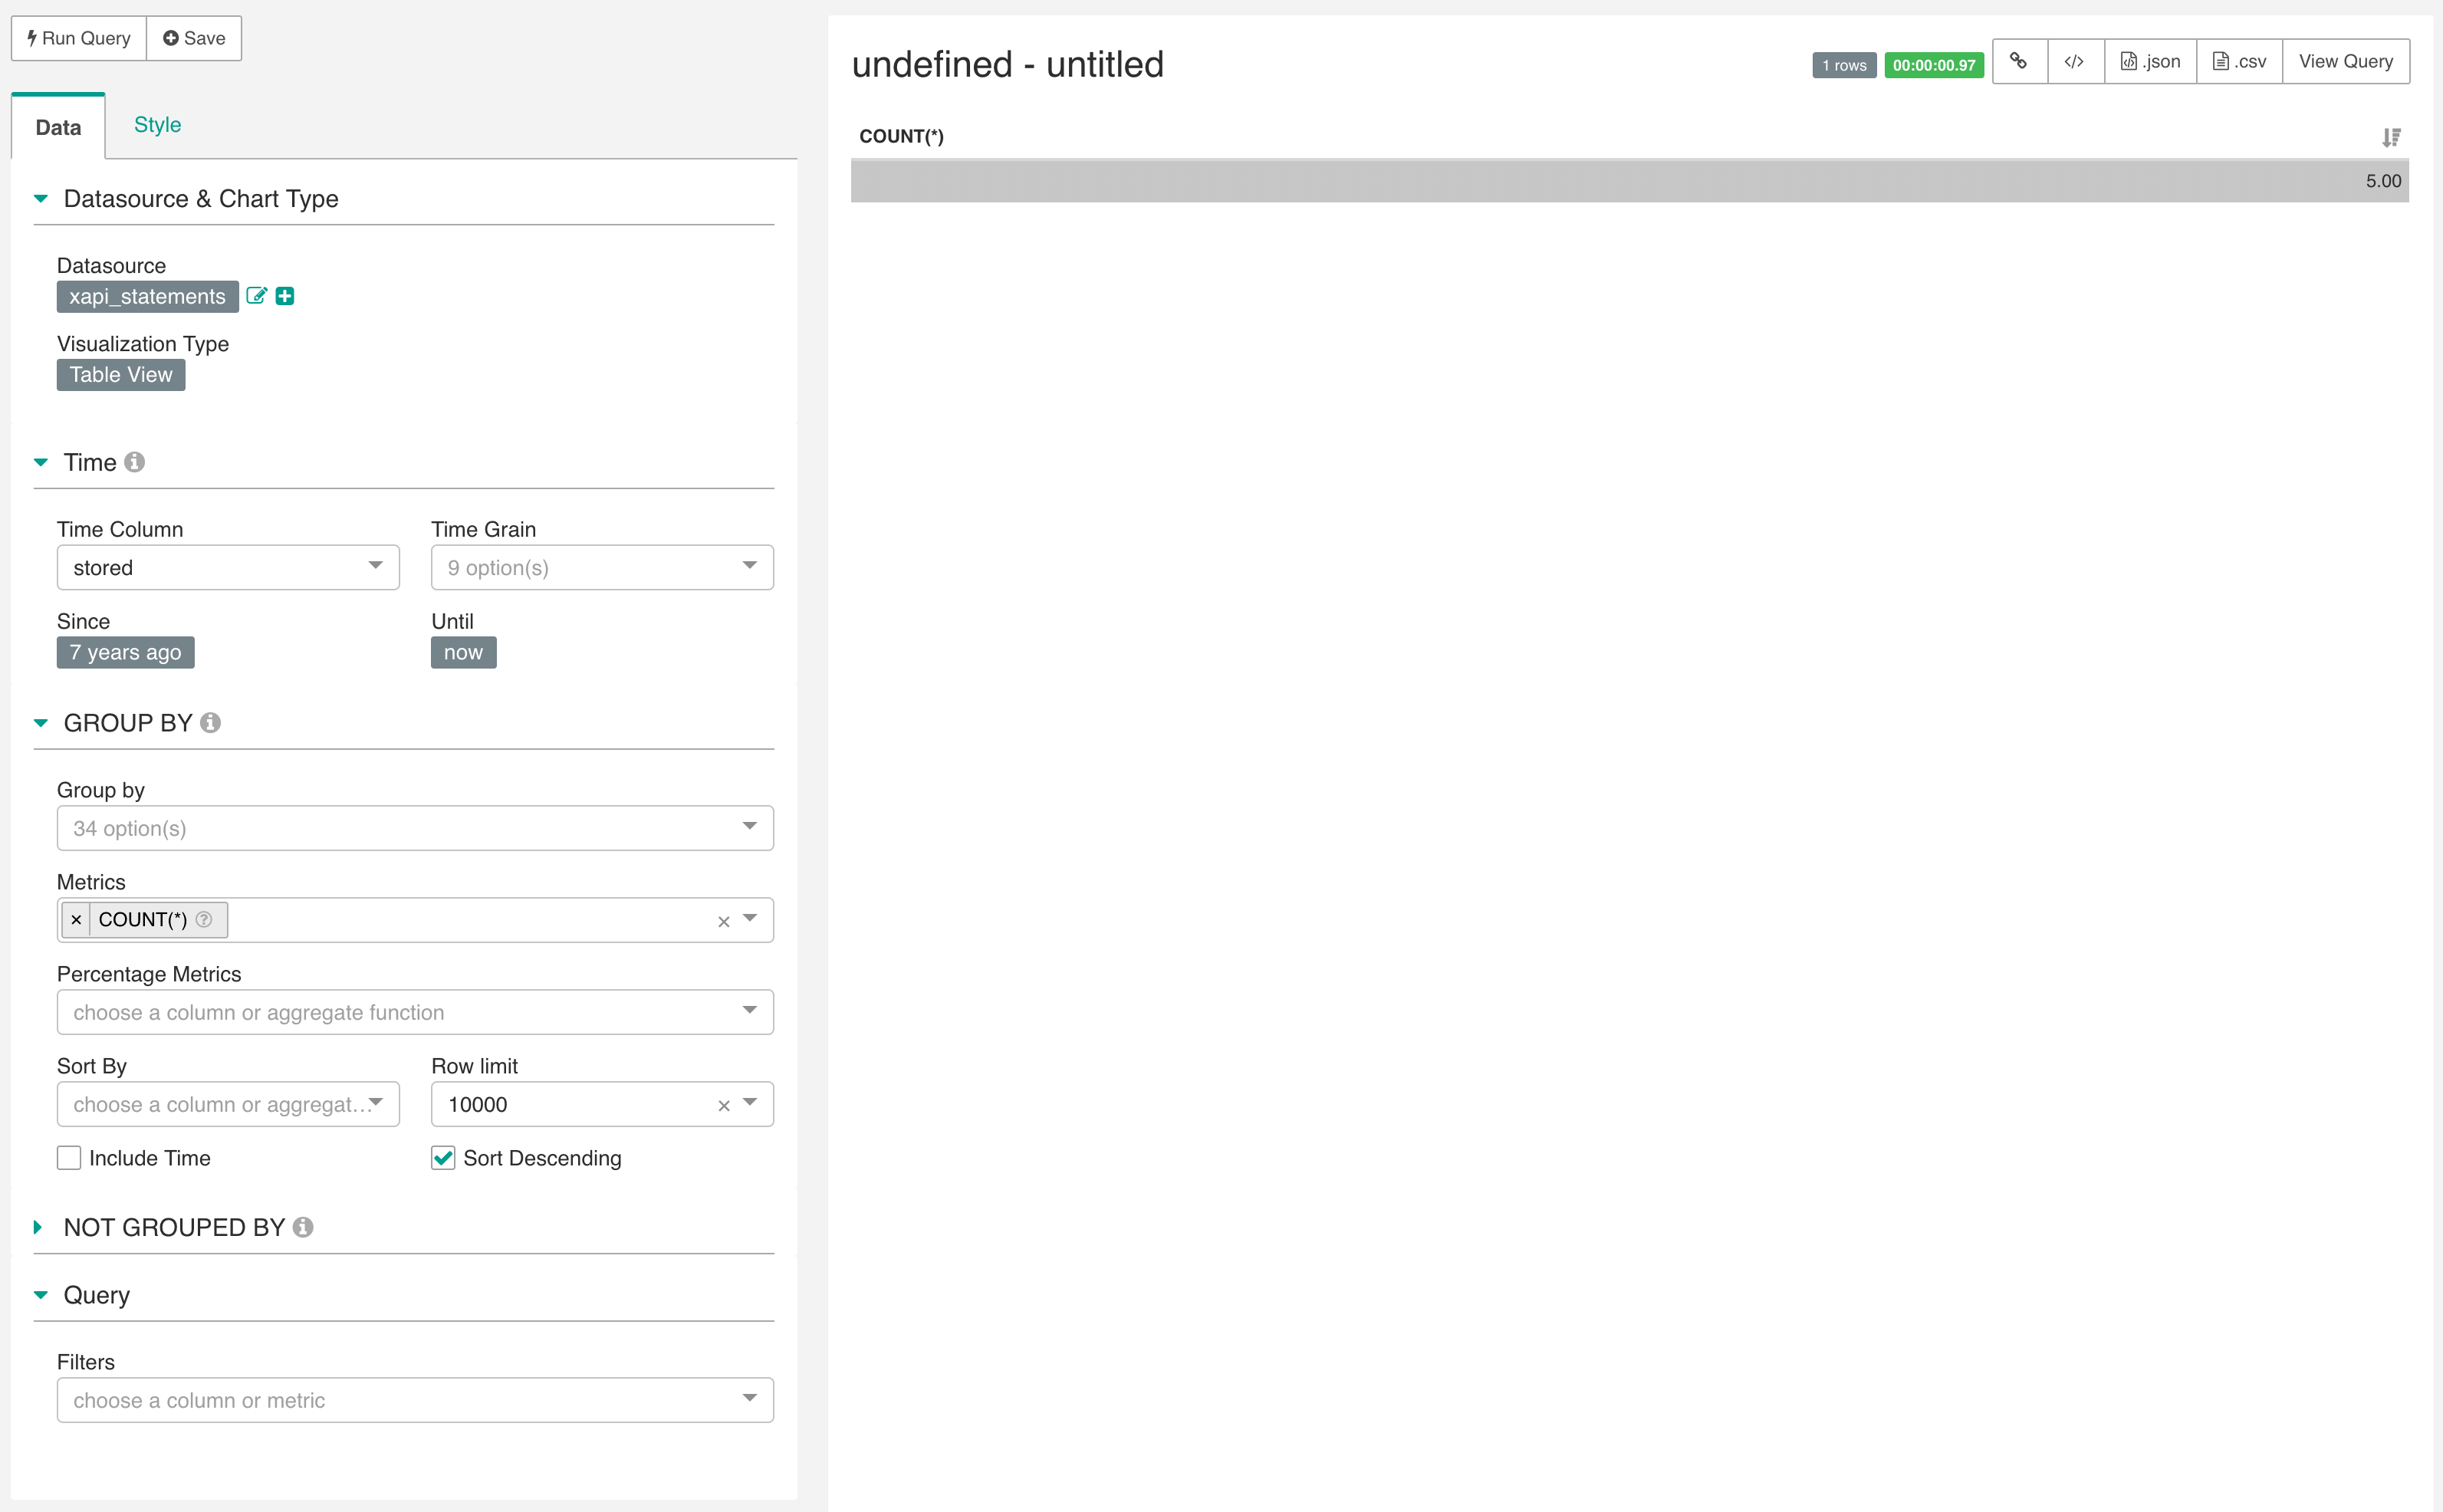 Run Query Save
Data Style
Datasource & Chart Type
Datasource
xapi_statements
Visualization Type
Table View
Time
Time Column Time Grain
stored 9 option(s)
Since Until
7 years ago now
GROUP BY
Group by
34 option(s)
Metrics
× COUNT(*) ? ×
Percentage Metrics
choose a column or aggregate function
Sort By Row limit
choose a column or aggregat... 10000 ×
Include Time Sort Descending
NOT GROUPED BY
Query
Filters
choose a column or metric
undefined - untitled
1 rows 00:00:00.97 </> .json .csv View Query
COUNT(*)
5.00